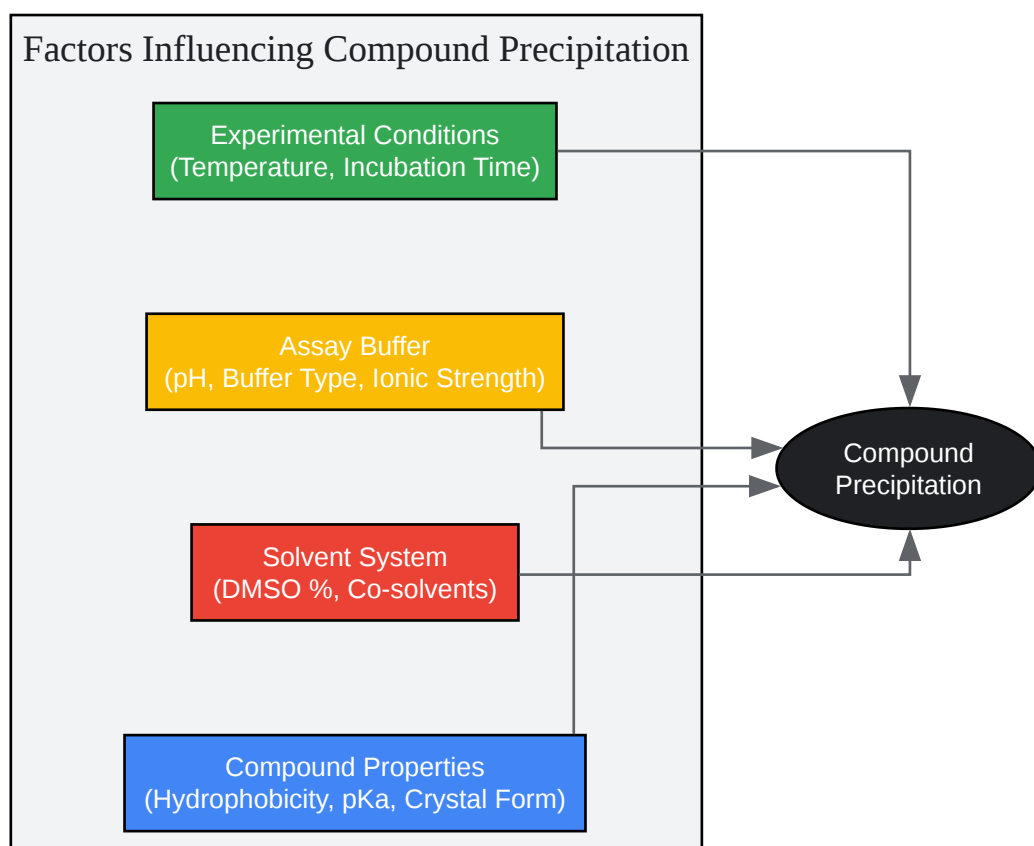 Factors Influencing Compound Precipitation
Experimental Conditions
(Temperature, Incubation Time)
Assay Buffer
(pH, Buffer Type, Ionic Strength)
Compound
Precipitation
Solvent System
(DMSO %, Co-solvents)
Compound Properties
(Hydrophobicity, pKa, Crystal Form)